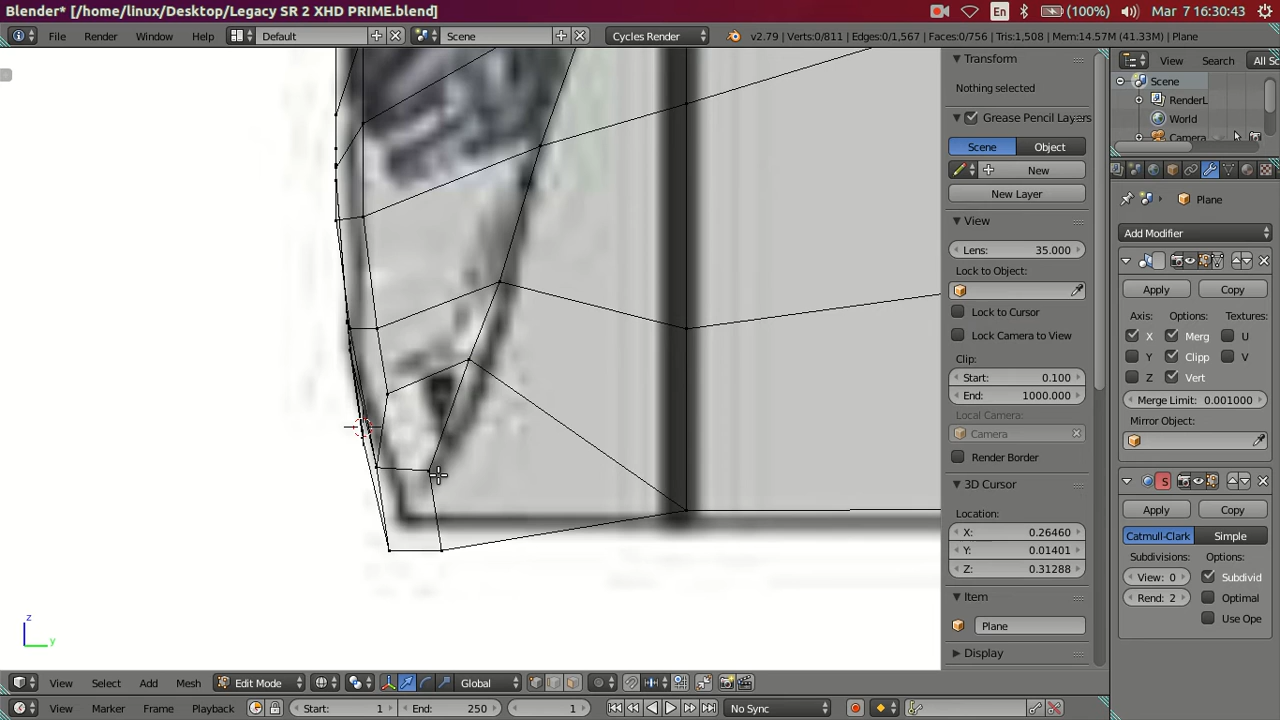 Blender* [/home/linux/Desktop/Legacy SR 2 XHD PRIME.blend]
En (100%) Mar 7 16:30:43
File Render Window Help Default Scene Cycles Render v2.79 | Verts:0/811 | Edges:0/1,567 | Faces:0/756 | Tris:1,508 | Mem:14.57M (41.33M) | Plane
Transform
Nothing selected
Grease Pencil Layers
Scene Object
New
New Layer
View
Lens: 35.000
Lock to Object:
Lock to Cursor
Lock Camera to View
Clip:
Start: 0.100
End: 1000.000
Local Camera:
Camera
Render Border
3D Cursor
Location:
X: 0.26460
Y: 0.01401
Z: 0.31288
Item
Plane
Display
View Search All Sc
Scene
RenderL
World
Camera
Plane
Add Modifier
Apply Copy
Axis: Options: Textures:
X Merg U
Y Clipp V
Z Vert
Merge Limit: 0.001000
Mirror Object:
S
Apply Copy
Catmull-Clark Simple
Subdivisions: Options:
View: 0 Subdivid
Rend: 2 Optimal
Use Ope
z
y
View Select Add Mesh Edit Mode Global
View Marker Frame Playback Start: 1 End: 250 1 No Sync